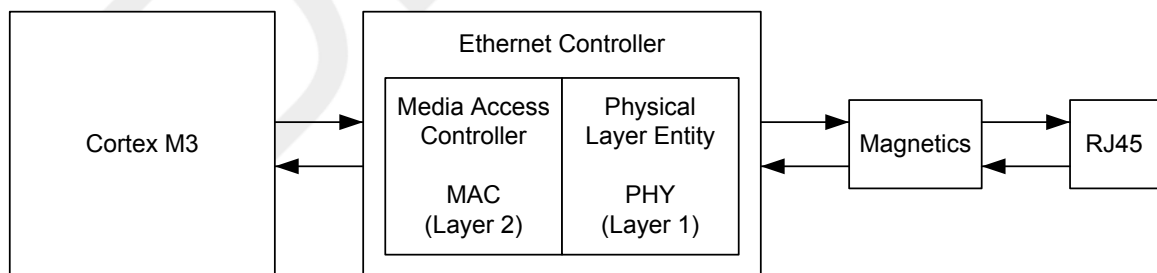 Ethernet Controller
Cortex M3
Media Access
Controller
MAC
(Layer 2)
Physical
Layer Entity
PHY
(Layer 1)
Magnetics
RJ45